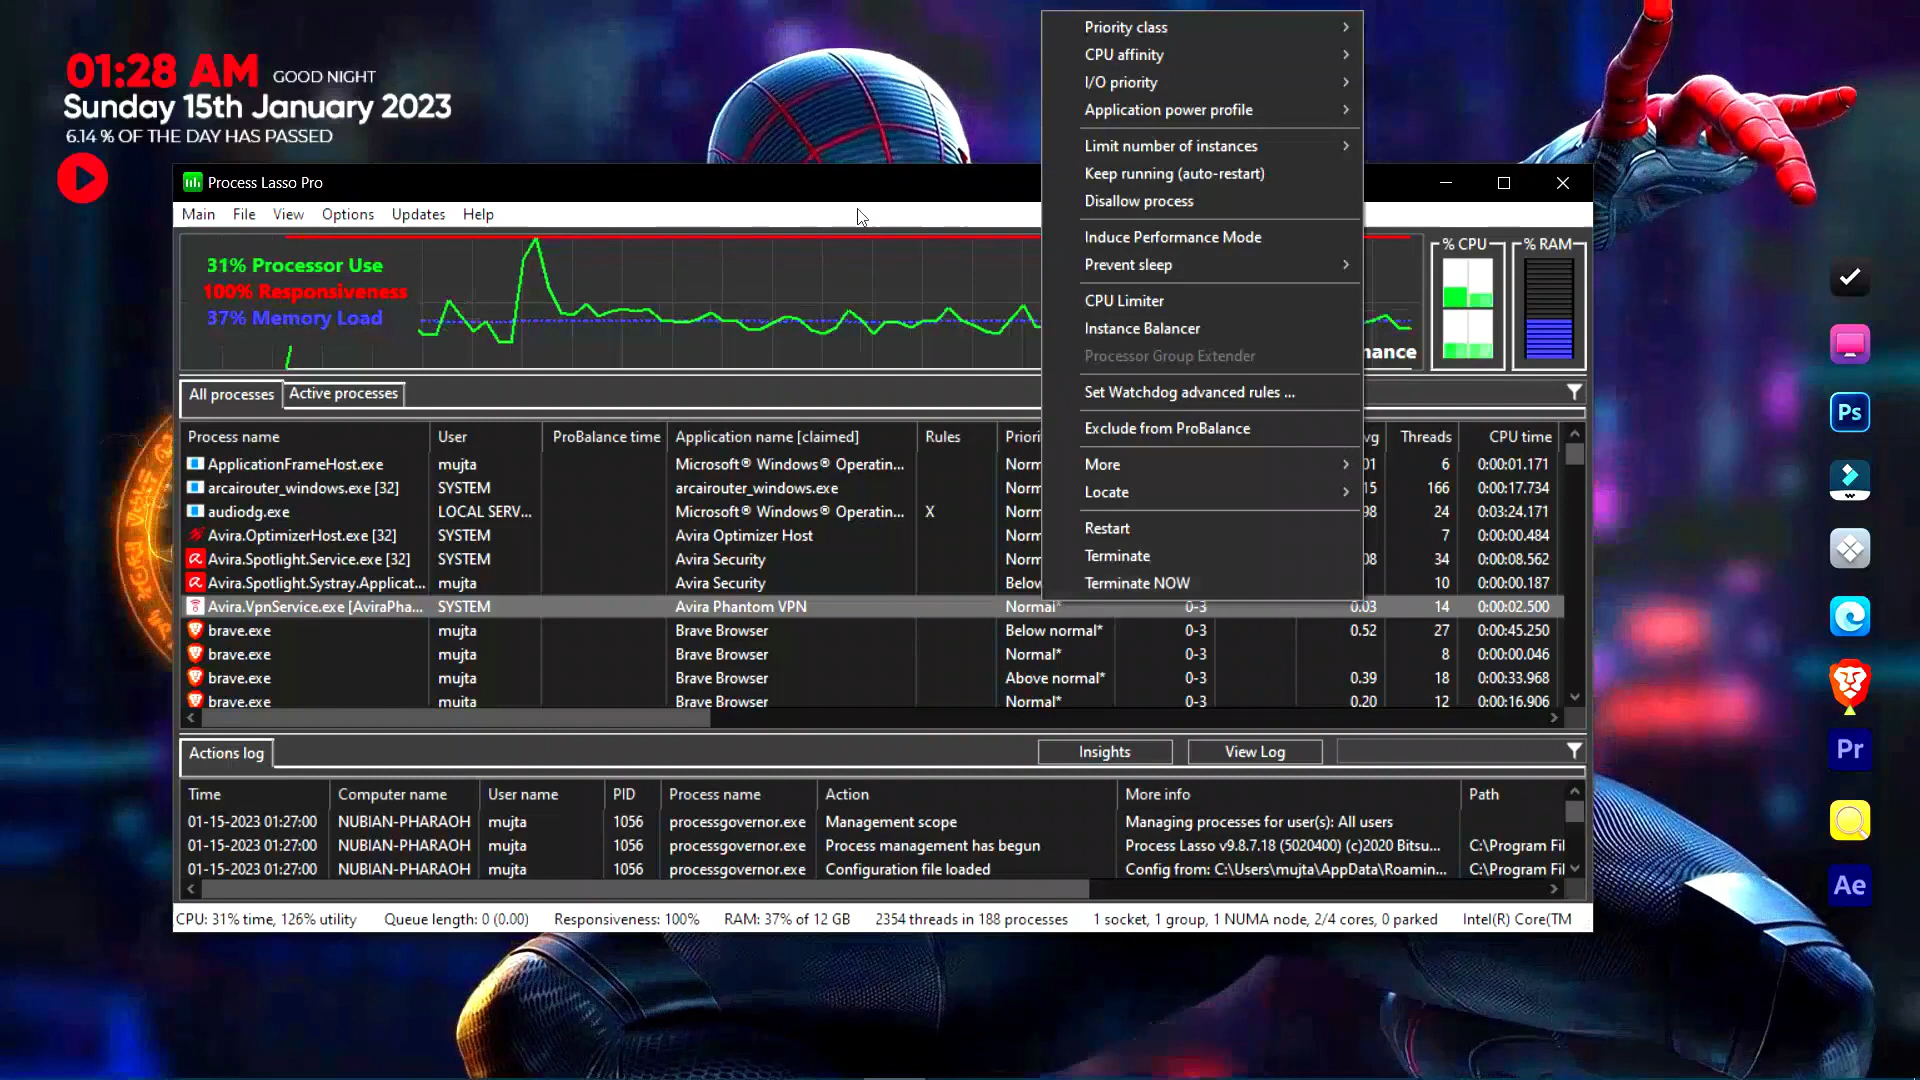 01:28 AM GOOD NIGHT
Sunday 15th January 2023
6.14 % OF THE DAY HAS PASSED
Process Lasso Pro
Main File View Options Updates Help
31% Processor Use
100% Responsiveness
37% Memory Load
nance
% CPU % RAM
Priority class
CPU affinity
I/O priority
Application power profile
Limit number of instances
Keep running (auto-restart)
Disallow process
Induce Performance Mode
Prevent sleep
CPU Limiter
Instance Balancer
Processor Group Extender
Set Watchdog advanced rules ...
Exclude from ProBalance
More
Locate
Restart
Terminate
Terminate NOW
All processes Active processes
Process name User ProBalance time Application name [claimed] Rules Priorit vg Threads CPU time
ApplicationFrameHost.exe mujta Microsoft® Windows® Operatin... Norm 01 6 0:00:01.171
arcairouter_windows.exe [32] SYSTEM arcairouter_windows.exe Norm 15 166 0:00:17.734
audiodg.exe LOCAL SERV... Microsoft® Windows® Operatin... X Norm 98 24 0:03:24.171
Avira.OptimizerHost.exe [32] SYSTEM Avira Optimizer Host Norm 7 0:00:00.484
Avira.Spotlight.Service.exe [32] SYSTEM Avira Security Norm 08 34 0:00:08.562
Avira.Spotlight.Systray.Applicat... mujta Avira Security Below 10 0:00:00.187
Avira.VpnService.exe [AviraPha... SYSTEM Avira Phantom VPN Normal* 0-3 0.03 14 0:00:02.500
brave.exe mujta Brave Browser Below normal* 0-3 0.52 27 0:00:45.250
brave.exe mujta Brave Browser Normal* 0-3 8 0:00:00.046
brave.exe mujta Brave Browser Above normal* 0-3 0.39 18 0:00:33.968
brave.exe mujta Brave Browser Normal* 0-3 0.20 12 0:00:16.906
Actions log Insights View Log
Time Computer name User name PID Process name Action More info Path
01-15-2023 01:27:00 NUBIAN-PHARAOH mujta 1056 processgovernor.exe Management scope Managing processes for user(s): All users
01-15-2023 01:27:00 NUBIAN-PHARAOH mujta 1056 processgovernor.exe Process management has begun Process Lasso v9.8.7.18 (5020400) (c)2020 Bitsu... C:\Program Fil
01-15-2023 01:27:00 NUBIAN-PHARAOH mujta 1056 processgovernor.exe Configuration file loaded Config from: C:\Users\mujta\AppData\Roamin... C:\Program Fil
CPU: 31% time, 126% utility Queue length: 0 (0.00) Responsiveness: 100% RAM: 37% of 12 GB 2354 threads in 188 processes 1 socket, 1 group, 1 NUMA node, 2/4 cores, 0 parked Intel(R) Core(TM
Ps
Pr
Ae